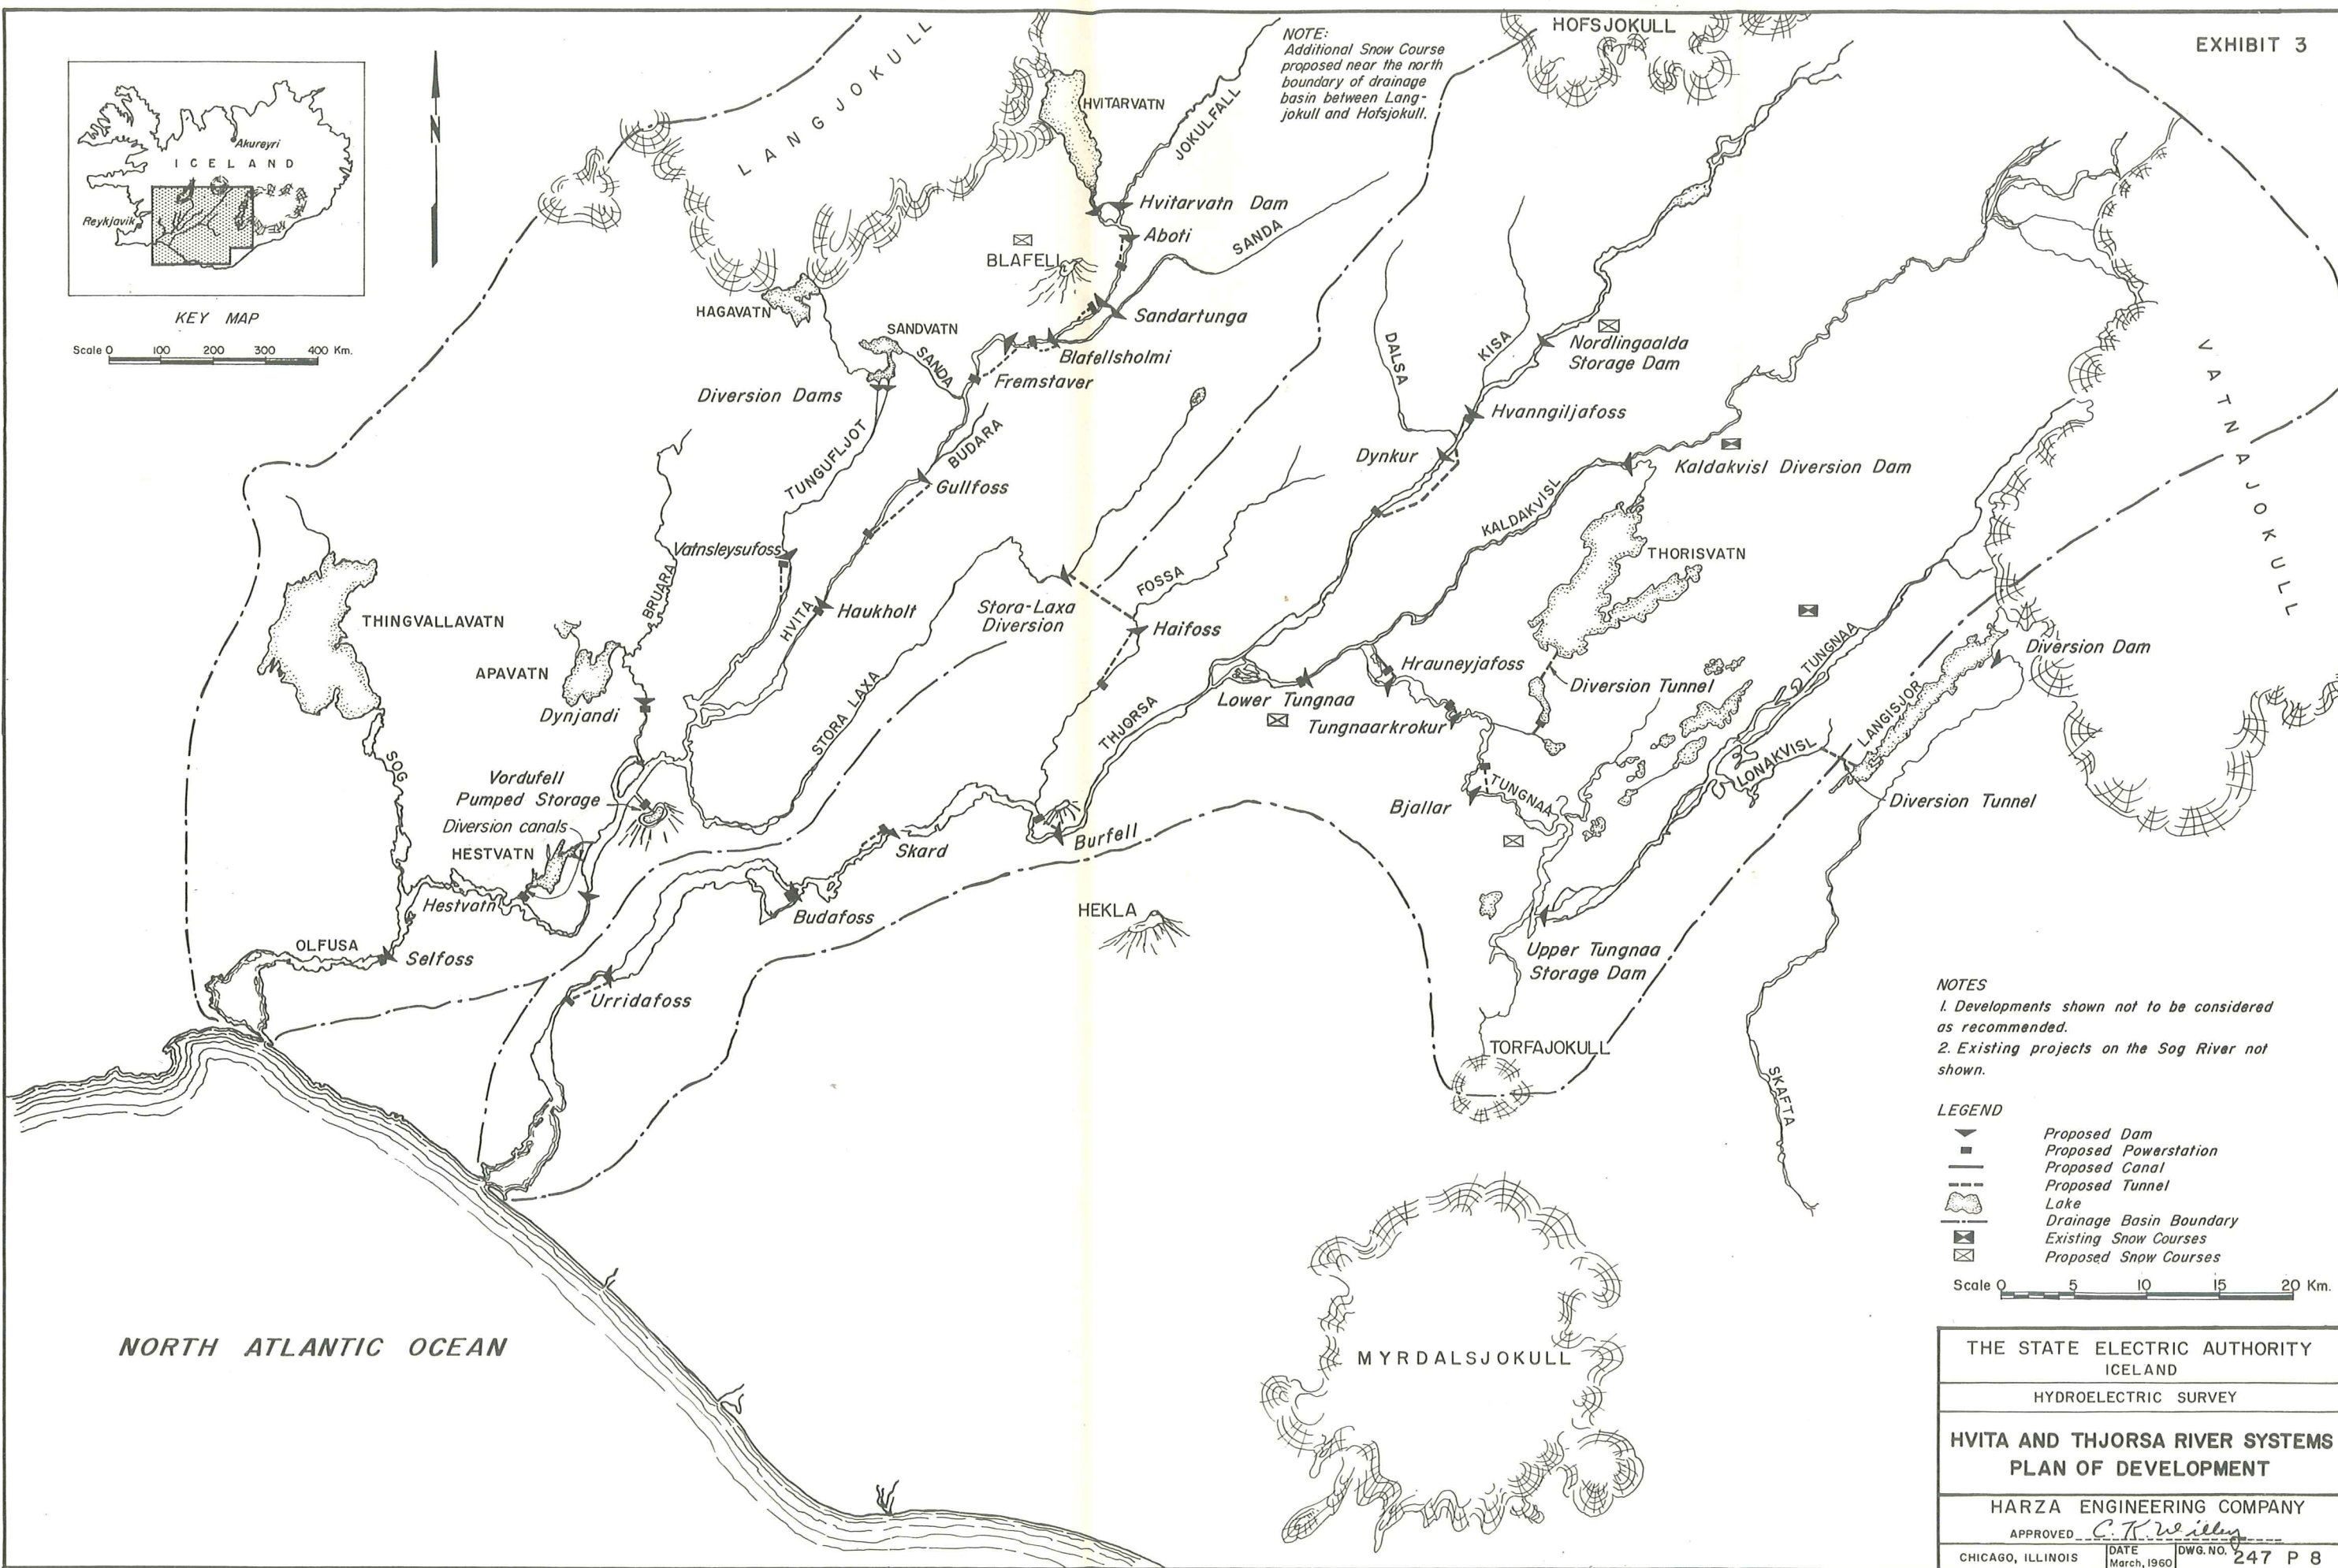 EXHIBIT 3
NOTE:
Additional Snow Course
proposed near the north
boundary of drainage
basin between Lang-
jokull and Hofsjokull.
HOFSJOKULL
LANGJOKULL
HVITARVATN
JOKULFALL
Akureyri
ICELAND
Reykjavik
KEY MAP
Scale 0 100 200 300 400 Km.
N
Hvitarvatn Dam
Aboti
SANDA
BLAFELL
HAGAVATN
Sandartunga
SANDVATN
SANDA
Blafellsholmi
Fremstaver
Diversion Dams
DALSA
KISA
Nordlingaalda
Storage Dam
VATNAJOKULL
Hvanngiljafoss
TUNGUFLJOT
BUDARA
Gullfoss
Dynkur
Kaldakvisl Diversion Dam
KALDAKVISL
Vatnsleysufoss
THORISVATN
BRUARA
HVITA
Haukholt
Stora-Laxa
Diversion
FOSSA
Haifoss
THINGVALLAVATN
APAVATN
Dynjandi
STORA LAXA
THJORSA
Lower Tungnaa
Hrauneyjafoss
Tungnaarkrokur
Diversion Tunnel
TUNGNAA
Diversion Dam
LANGISJOR
LONAKVISL
Diversion Tunnel
SOG
Vordufell
Pumped Storage
Diversion canals
HESTVATN
Hestvatn
Skard
Burfell
Bjallar
TUNGNAA
Budafoss
HEKLA
Upper Tungnaa
Storage Dam
OLFUSA
Selfoss
Urridafoss
TORFAJOKULL
SKAFTA
NOTES
1. Developments shown not to be considered
as recommended.
2. Existing projects on the Sog River not
shown.
LEGEND
Proposed Dam
Proposed Powerstation
Proposed Canal
Proposed Tunnel
Lake
Drainage Basin Boundary
Existing Snow Courses
Proposed Snow Courses
Scale 0 5 10 15 20 Km.
NORTH ATLANTIC OCEAN
MYRDALSJOKULL
THE STATE ELECTRIC AUTHORITY
ICELAND
HYDROELECTRIC SURVEY
HVITA AND THJORSA RIVER SYSTEMS
PLAN OF DEVELOPMENT
HARZA ENGINEERING COMPANY
APPROVED C. K. Willey
CHICAGO, ILLINOIS DATE March, 1960 DWG. NO. 247 P 8